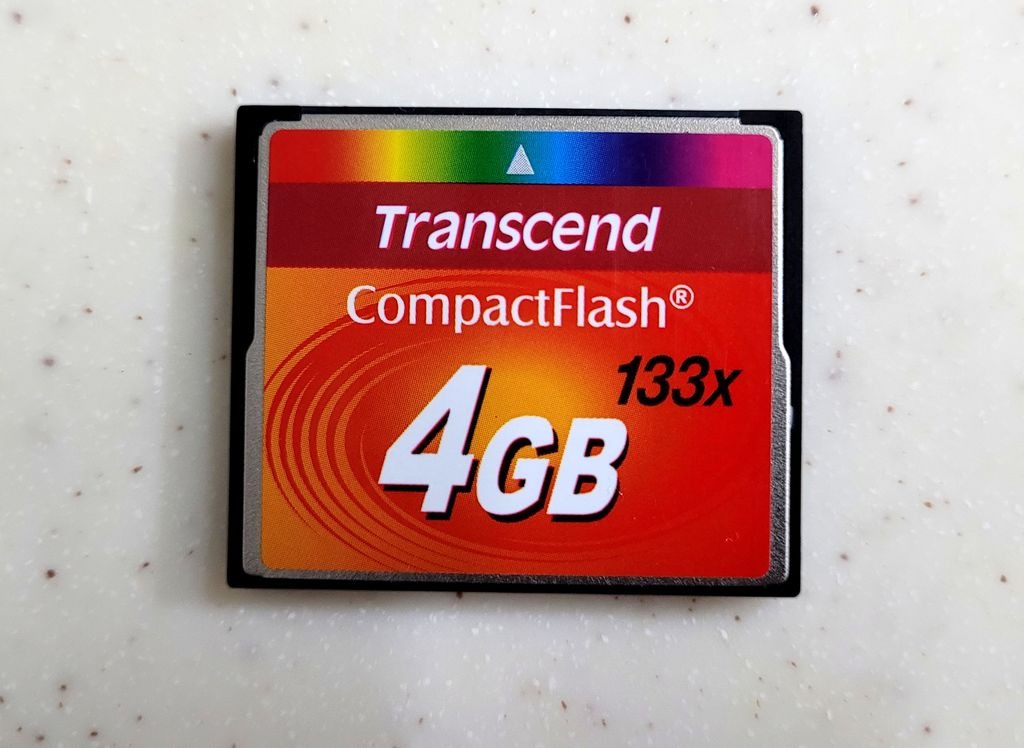 Transcend
CompactFlash®
133x
4GB